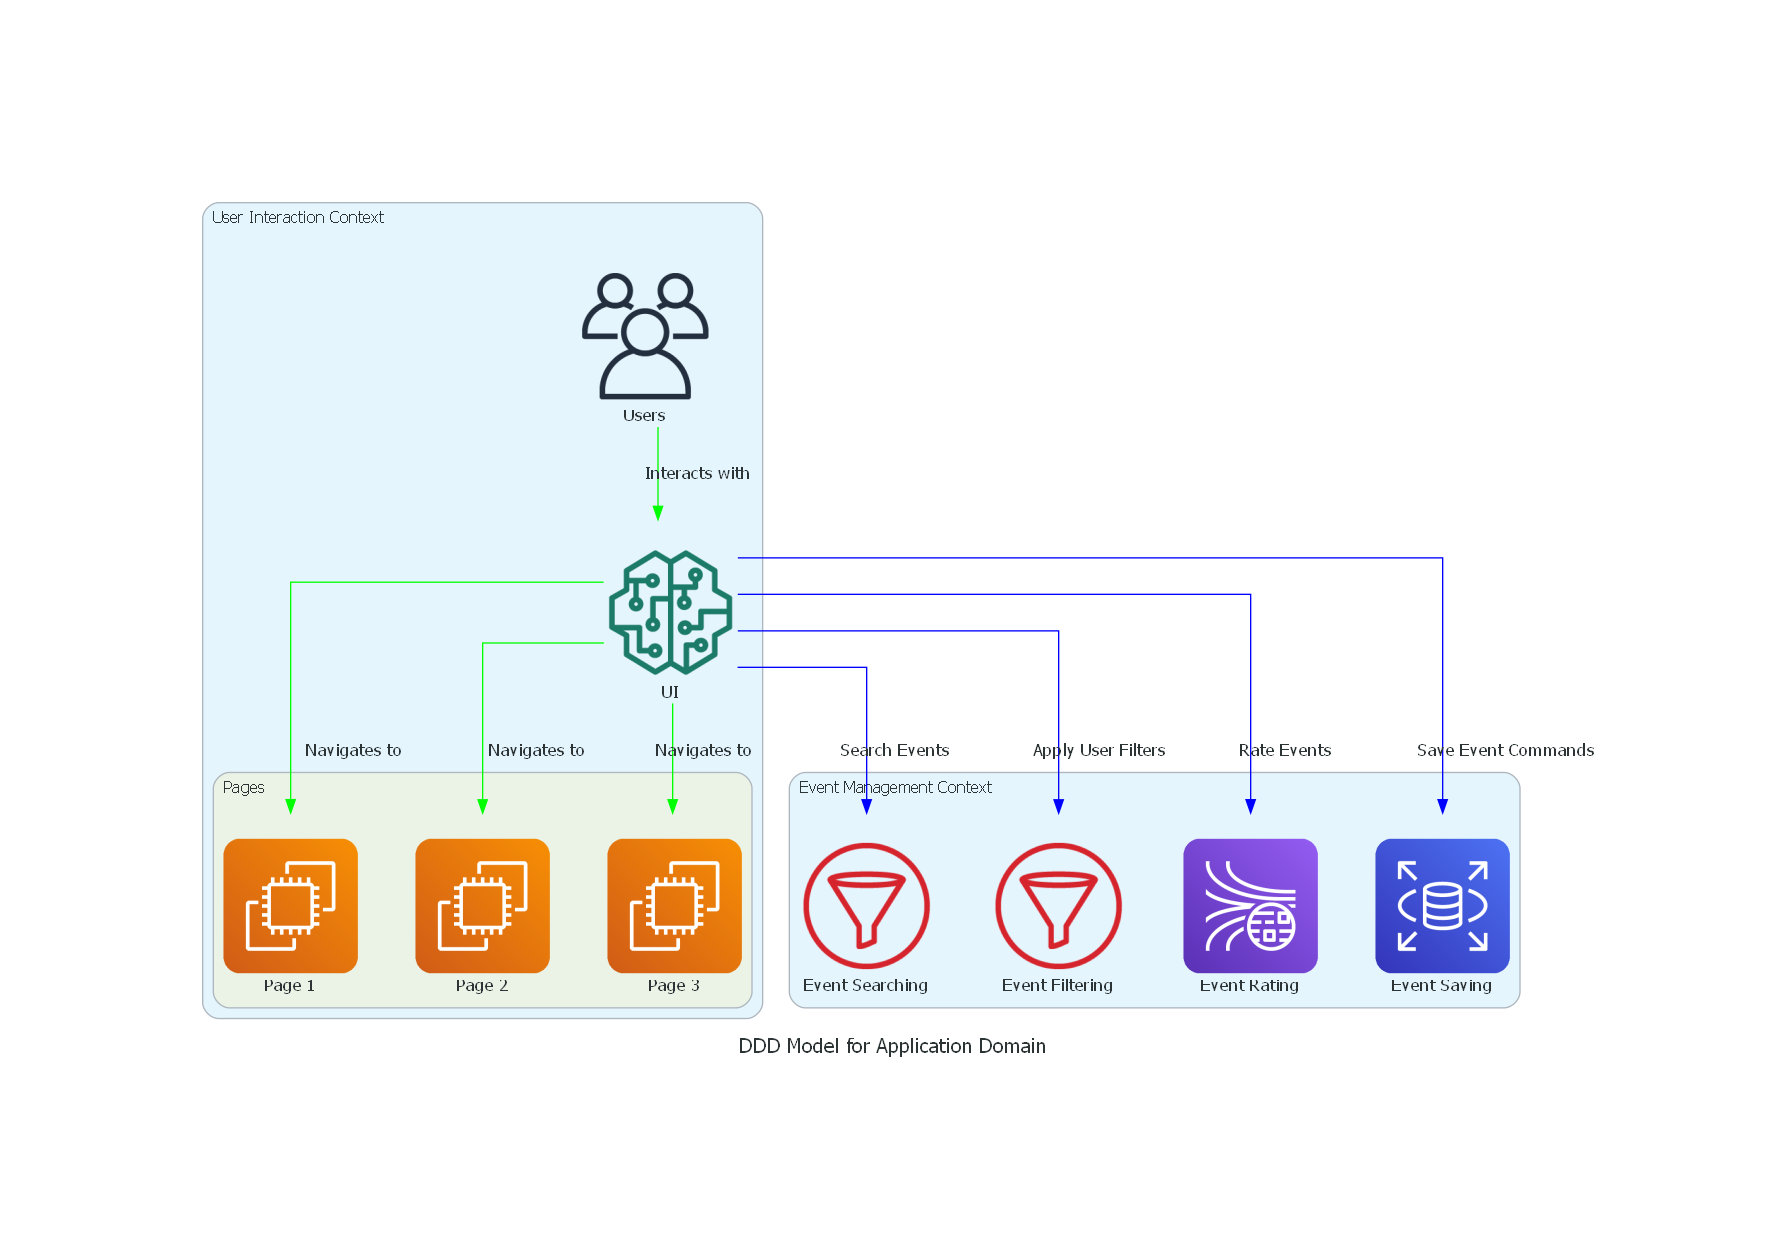 User Interaction Context
Users
Interacts with
UI
Navigates to
Navigates to
Navigates to
Search Events
Apply User Filters
Rate Events
Save Event Commands
Pages
Event Management Context
Page 1
Page 2
Page 3
Event Searching
Event Filtering
Event Rating
Event Saving
DDD Model for Application Domain